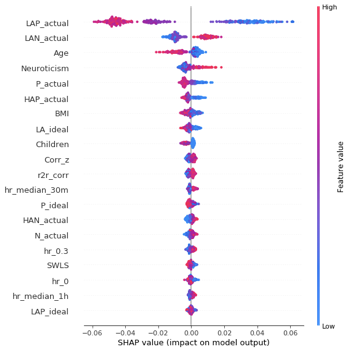 High
LAP_actual
LAN_actual
Age
Neuroticism
P_actual
HAP_actual
BMI
LA_ideal
Children
Corr_z
r2r_corr
hr_median_30m
P_ideal
HAN_actual
N_actual
hr_0.3
SWLS
hr_0
hr_median_1h
LAP_ideal
Feature value
Low
−0.06 −0.04 −0.02 0.00 0.02 0.04 0.06
SHAP value (impact on model output)